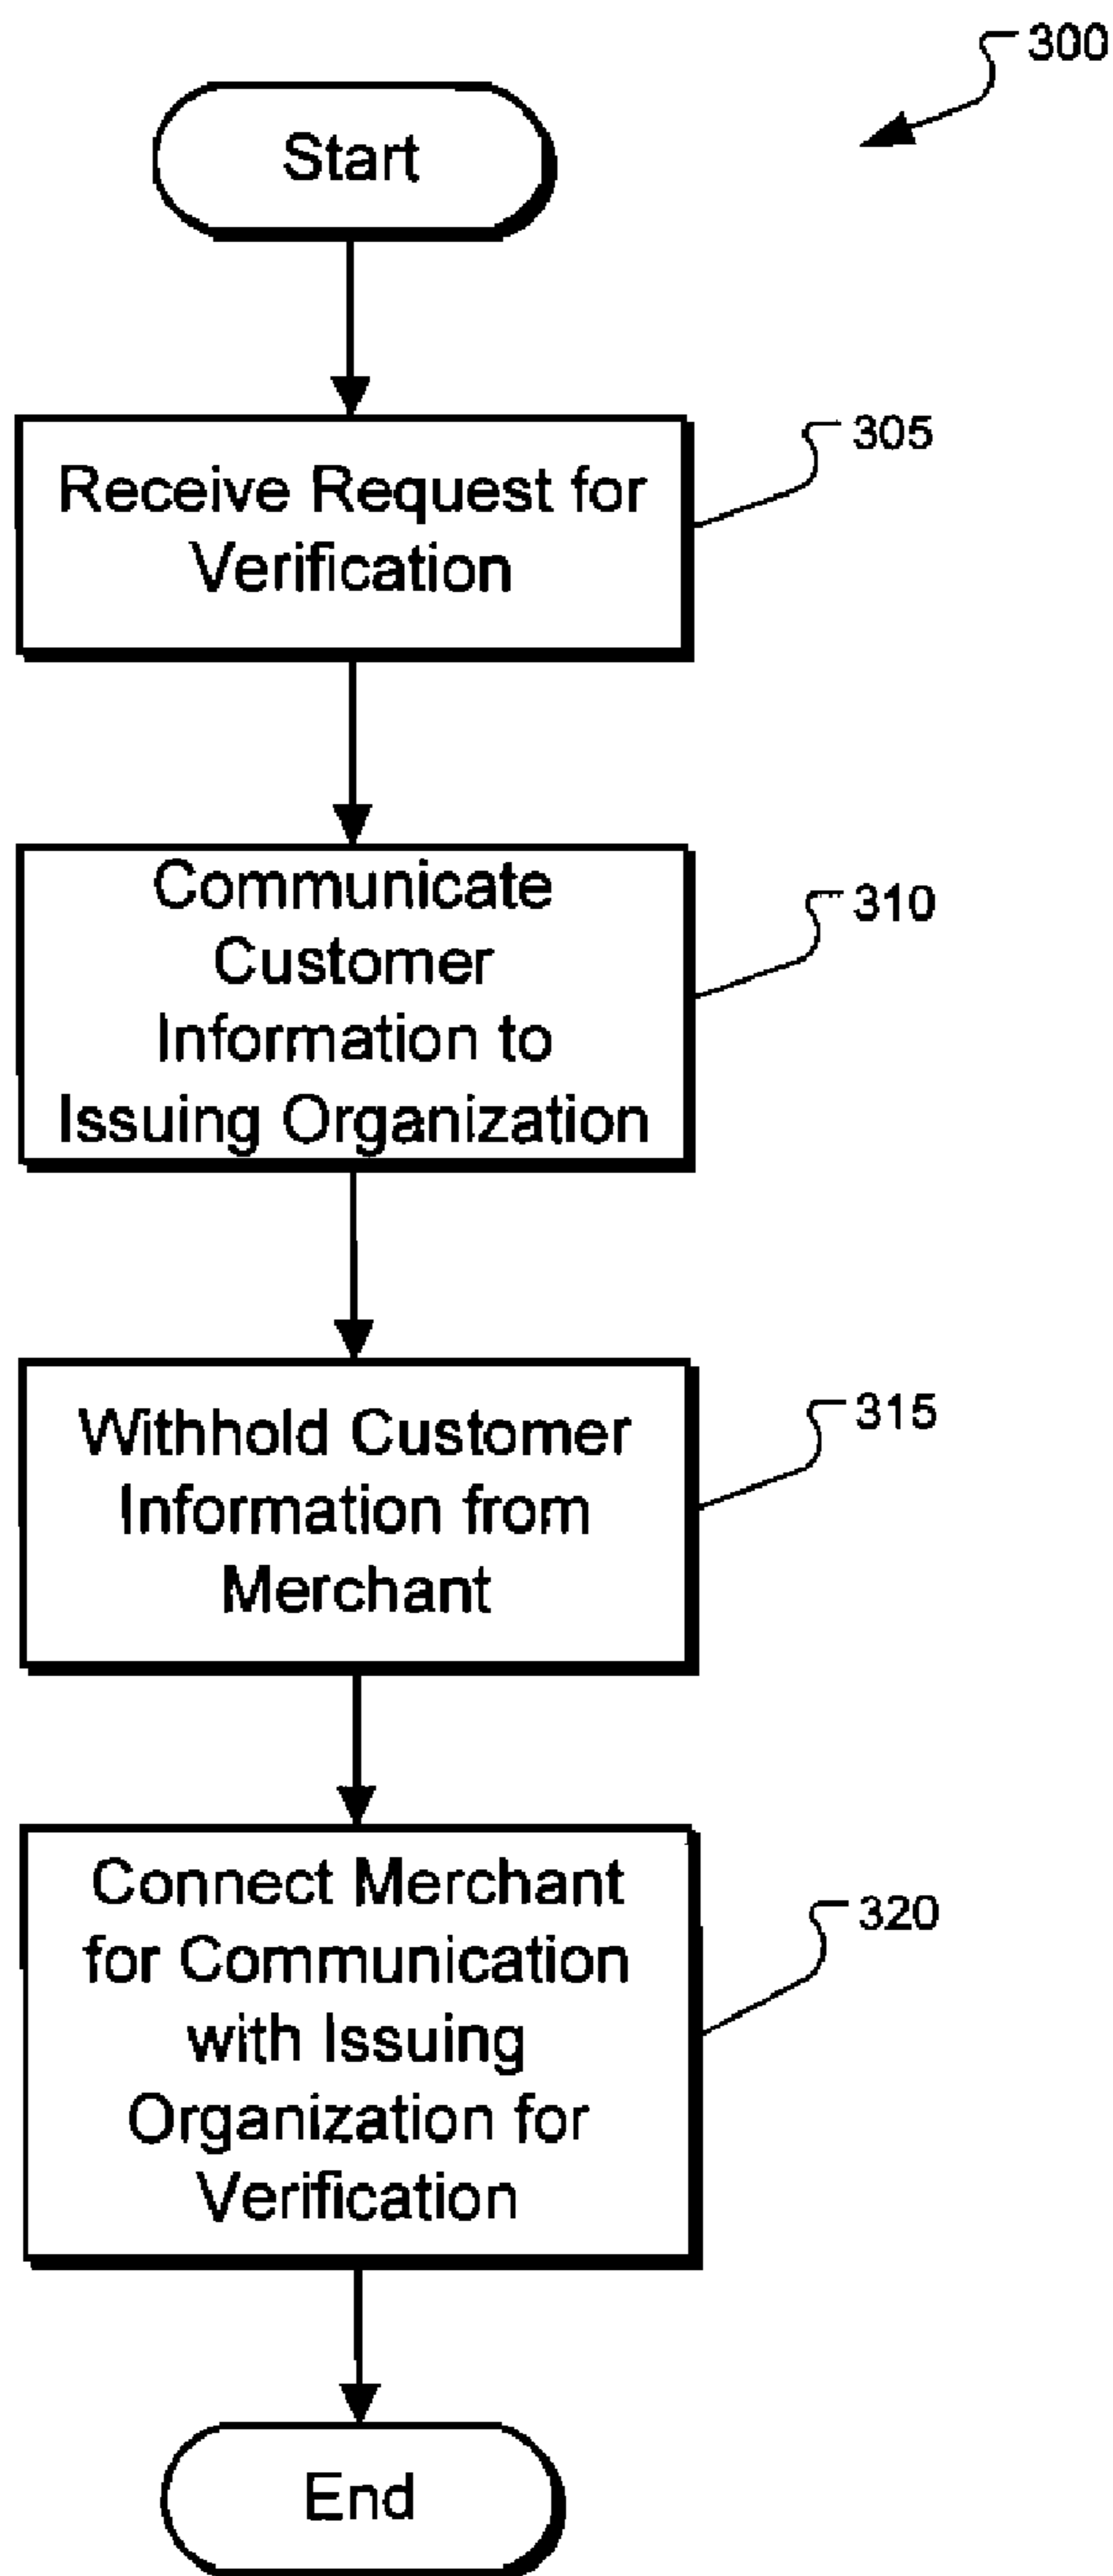 300
Start
305
Receive Request for
Verification
310
Communicate
Customer
Information to
Issuing Organization
315
Withhold Customer
Information from
Merchant
320
Connect Merchant
for Communication
with Issuing
Organization for
Verification
End